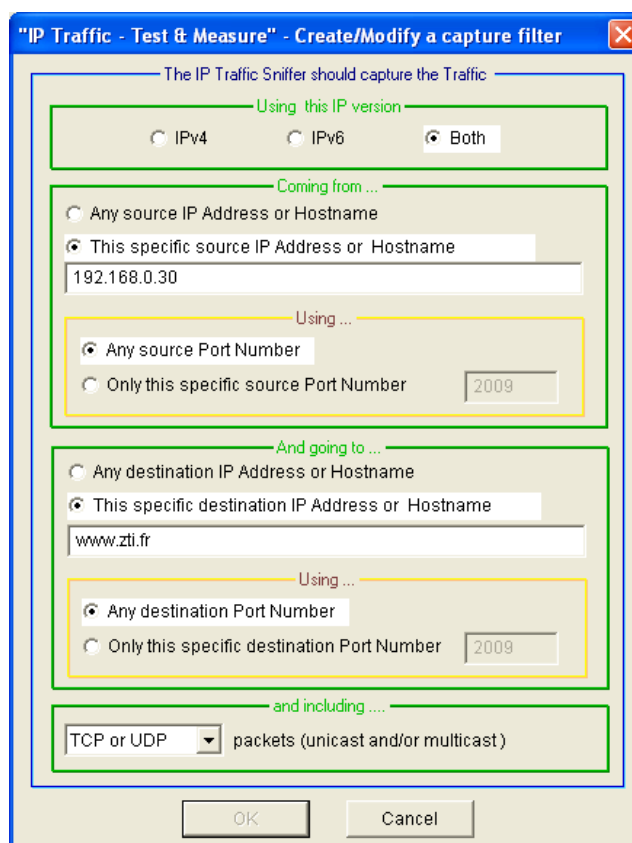 "IP Traffic - Test & Measure" - Create/Modify a capture filter
The IP Traffic Sniffer should capture the Traffic
Using this IP version
IPv4 IPv6 Both
Coming from ...
Any source IP Address or Hostname
This specific source IP Address or Hostname
192.168.0.30
Using ...
Any source Port Number
Only this specific source Port Number 2009
And going to ...
Any destination IP Address or Hostname
This specific destination IP Address or Hostname
www.zti.fr
Using ...
Any destination Port Number
Only this specific destination Port Number 2009
and including ....
TCP or UDP packets (unicast and/or multicast )
OK Cancel